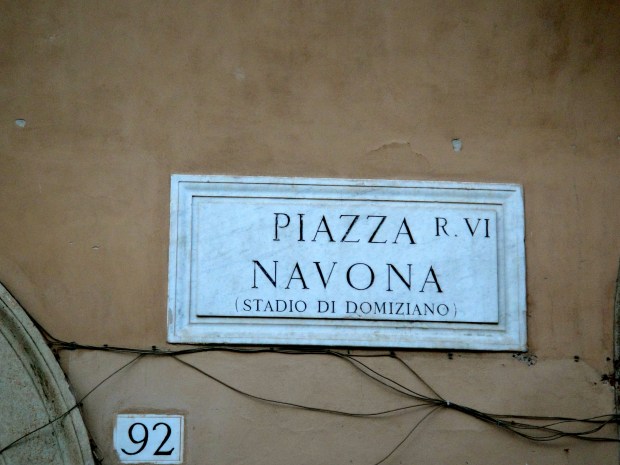 PIAZZA R. VI
NAVONA
(STADIO DI DOMIZIANO)
92